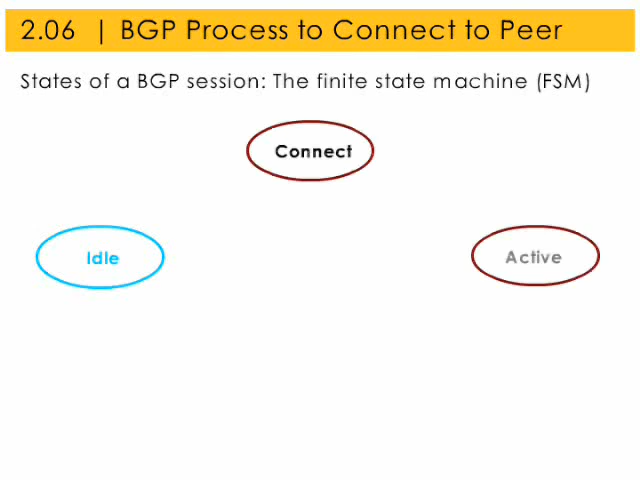 2.06 | BGP Process to Connect to Peer
States of a BGP session: The finite state machine (FSM)
Connect
Idle
Active